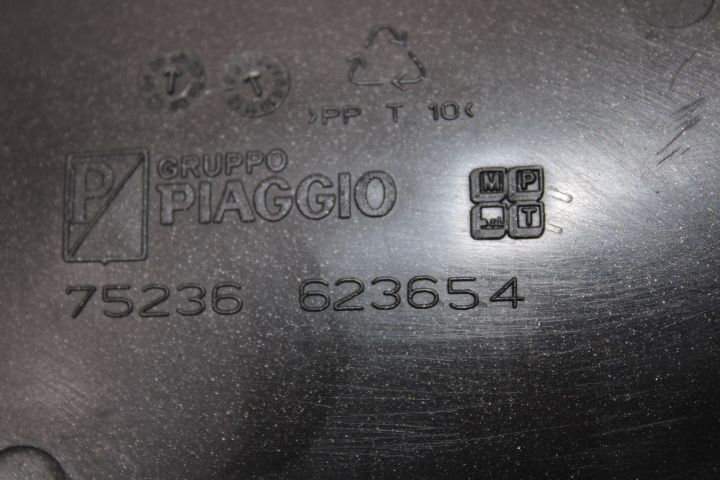 >PP T 10<
P GRUPPO
PIAGGIO
M P
T
75236 623654